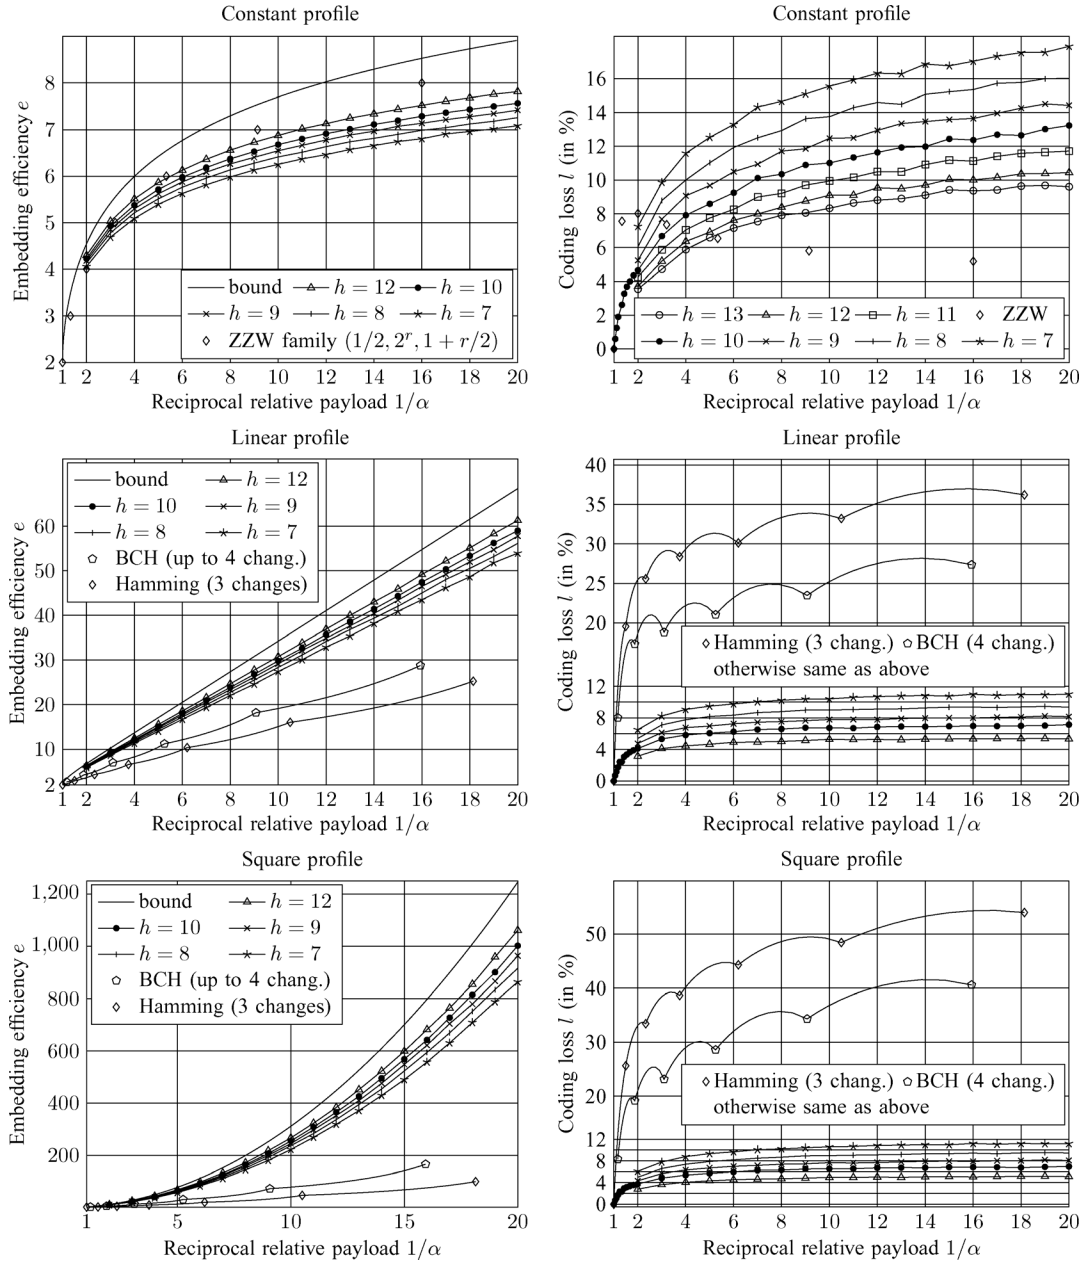 Constant profile
Embedding efficiency e
8
7
6
5
4
3
2
bound h = 12 h = 10
h = 9 h = 8 h = 7
ZZW family (1/2, 2^r, 1 + r/2)
1 2 4 6 8 10 12 14 16 18 20
Reciprocal relative payload 1/α
Constant profile
Coding loss l (in %)
16
14
12
10
8
6
4
2
0
h = 13 h = 12 h = 11 ZZW
h = 10 h = 9 h = 8 h = 7
1 2 4 6 8 10 12 14 16 18 20
Reciprocal relative payload 1/α
Linear profile
Embedding efficiency e
bound h = 12
h = 10 h = 9
h = 8 h = 7
BCH (up to 4 chang.)
Hamming (3 changes)
60
50
40
30
20
10
2
1 2 4 6 8 10 12 14 16 18 20
Reciprocal relative payload 1/α
Linear profile
Coding loss l (in %)
40
35
30
25
20
Hamming (3 chang.) BCH (4 chang.)
otherwise same as above
12
8
4
0
1 2 4 6 8 10 12 14 16 18 20
Reciprocal relative payload 1/α
Square profile
Embedding efficiency e
1,200
bound h = 12
h = 10 h = 9
h = 8 h = 7
BCH (up to 4 chang.)
Hamming (3 changes)
1,000
800
600
400
200
1 5 10 15 20
Reciprocal relative payload 1/α
Square profile
Coding loss l (in %)
50
40
30
20
Hamming (3 chang.) BCH (4 chang.)
otherwise same as above
12
8
4
0
1 2 4 6 8 10 12 14 16 18 20
Reciprocal relative payload 1/α